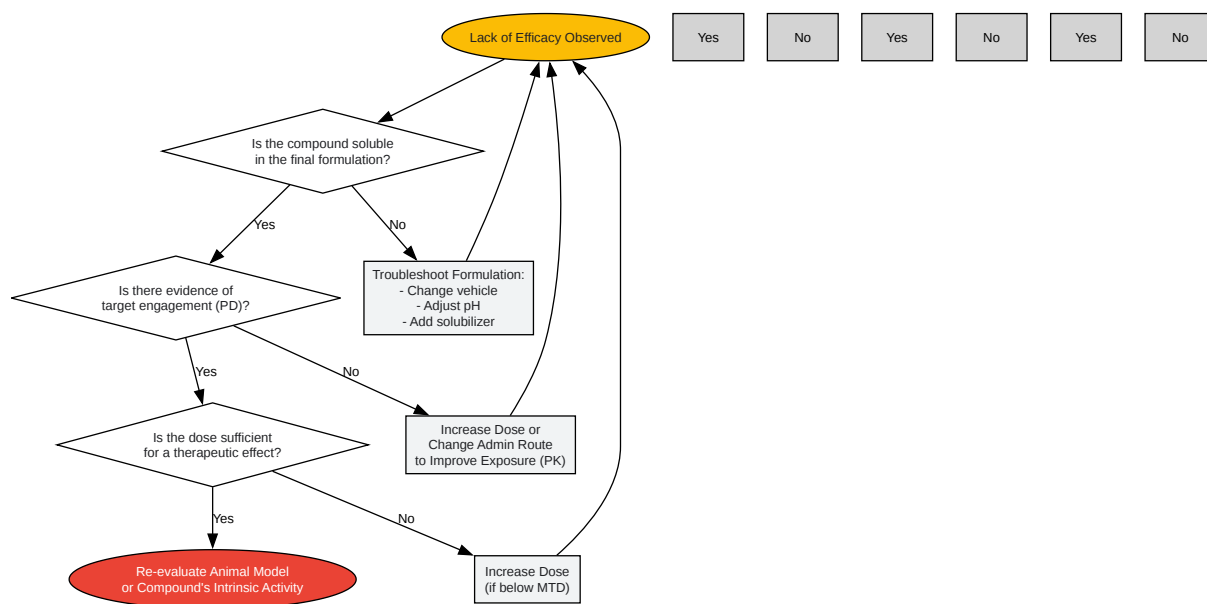 Lack of Efficacy Observed
Yes
No
Yes
No
Yes
No
Is the compound soluble
in the final formulation?
Yes
No
Is there evidence of
target engagement (PD)?
Troubleshoot Formulation:
- Change vehicle
- Adjust pH
- Add solubilizer
Yes
No
Is the dose sufficient
for a therapeutic effect?
Increase Dose or
Change Admin Route
to Improve Exposure (PK)
Yes
No
Re-evaluate Animal Model
or Compound's Intrinsic Activity
Increase Dose
(if below MTD)